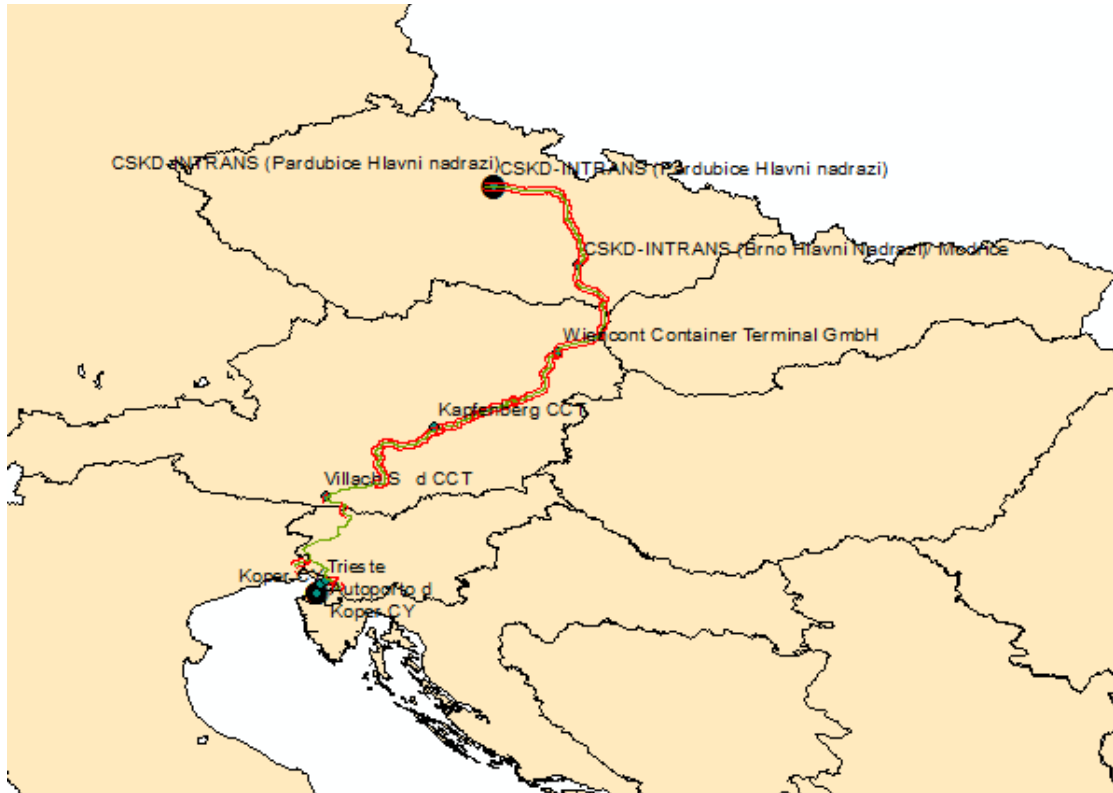 CSKD-INTRANS (Pardubice Hlavni nadrazi)
CSKD-INTRANS (Pardubice Hlavni nadrazi)
CSKD-INTRANS (Brno Hlavni Nadrazi)/ Modrice
Wiencont Container Terminal GmbH
Kapfenberg CCT
Villach S d CCT
Trieste
Koper CY
Autoporto d
Koper CY